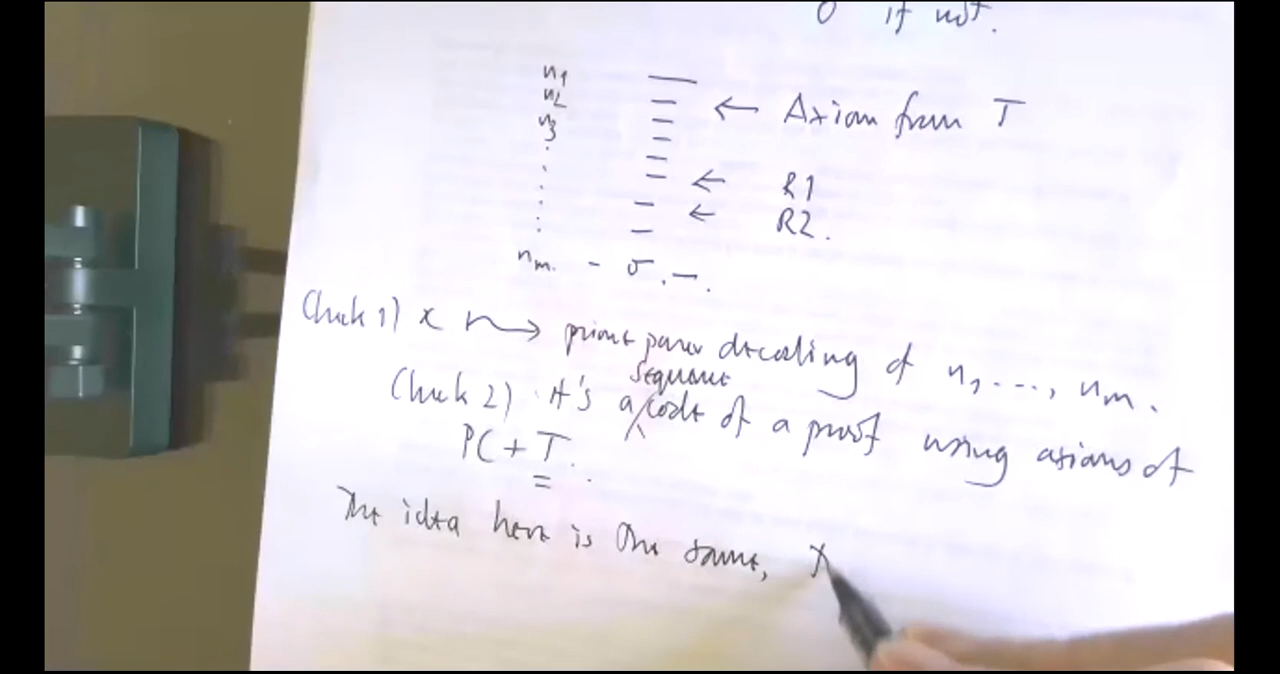 0 if not.
n1
n2 ← Axiom from T
n3
← R1
← R2.
nm. - σ. -.
Check 1) x ⇝ prime power decoding of n, ..., nm.
sequence
Check 2) it's a code of a proof using axioms of
PC + T.
The idea here is the same,